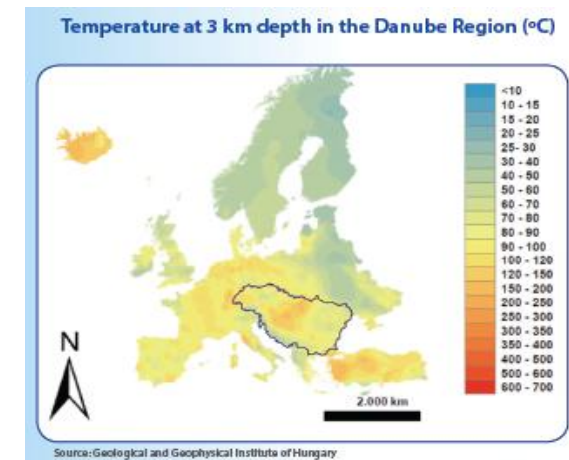 Temperature at 3 km depth in the Danube Region (ºC)
<10
10 - 15
15 - 20
20 - 25
25- 30
30 - 40
40 - 50
50 - 60
60 - 70
70 - 80
80 - 90
90 - 100
100 - 120
120 - 150
150 - 200
200 - 250
250 - 300
300 - 350
350 - 400
400 - 500
500 - 600
600 - 700
N
2.000 km
Source: Geological and Geophysical Institute of Hungary